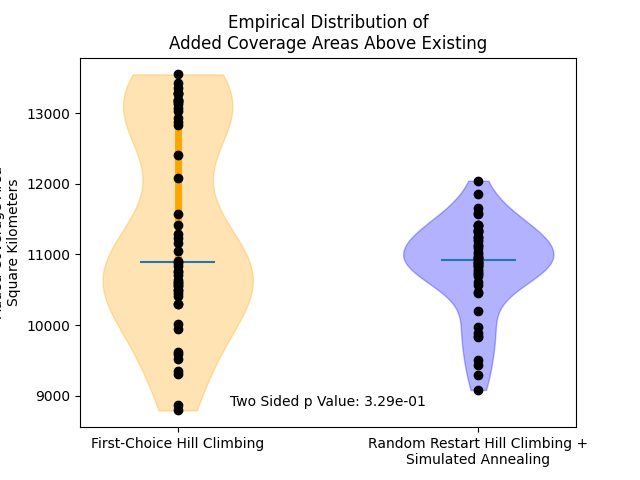 Empirical Distribution of
Added Coverage Areas Above Existing
Square Kilometers
13000
12000
11000
10000
9000
Two Sided p Value: 3.29e-01
First-Choice Hill Climbing
Random Restart Hill Climbing +
Simulated Annealing